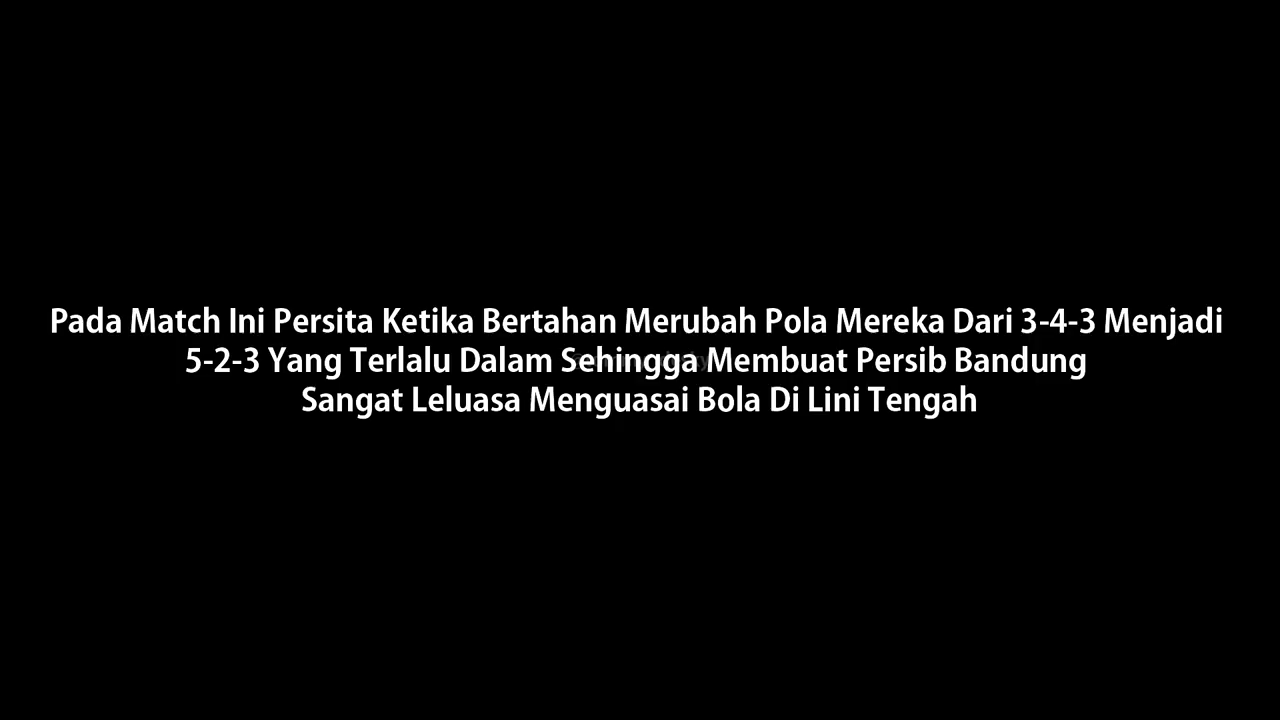 Pada Match Ini Persita Ketika Bertahan Merubah Pola Mereka Dari 3-4-3 Menjadi
5-2-3 Yang Terlalu Dalam Sehingga Membuat Persib Bandung
Sangat Leluasa Menguasai Bola Di Lini Tengah